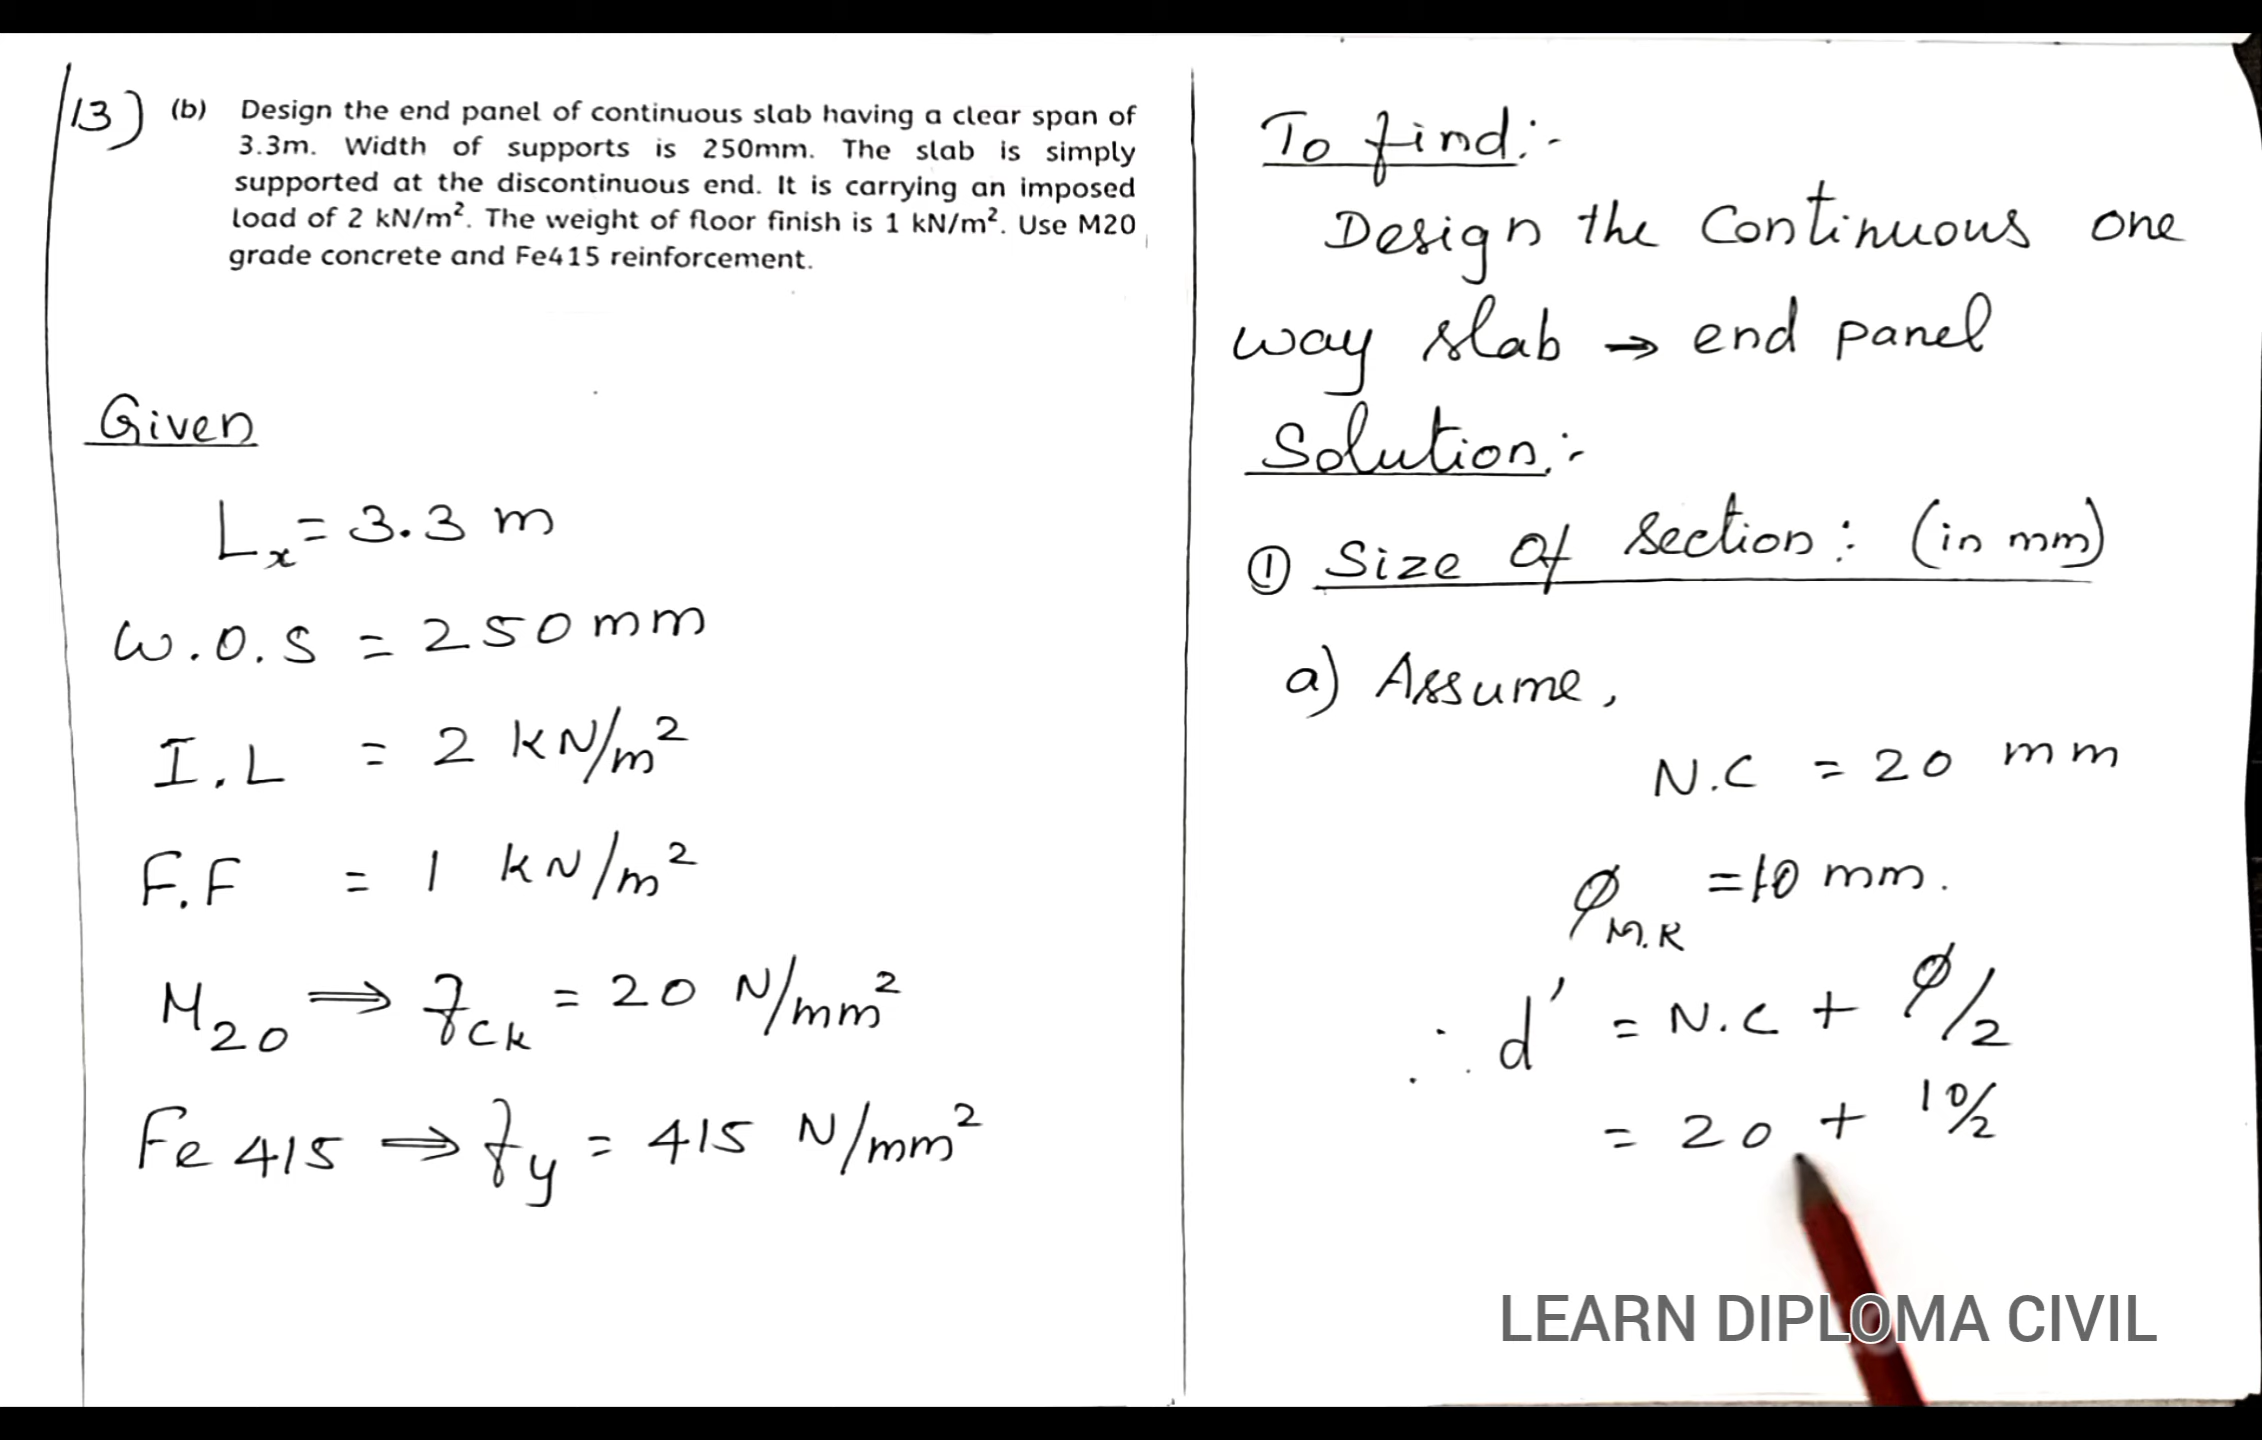 13) (b) Design the end panel of continuous slab having a clear span of
3.3m. Width of supports is 250mm. The slab is simply
supported at the discontinuous end. It is carrying an imposed
load of 2 kN/m². The weight of floor finish is 1 kN/m². Use M20
grade concrete and Fe415 reinforcement.
Given
Lx = 3.3 m
W.O.S = 250 mm
I.L = 2 kN/m²
F.F = 1 kN/m²
M20 ⇒ fck = 20 N/mm²
Fe 415 ⇒ fy = 415 N/mm²
To find:-
Design the Continuous one
way slab → end panel
Solution:-
① Size of section: (in mm)
a) Assume,
N.C = 20 mm
φM.R = 10 mm.
∴ d' = N.C + φ/2
= 20 + 10/2
LEARN DIPLOMA CIVIL